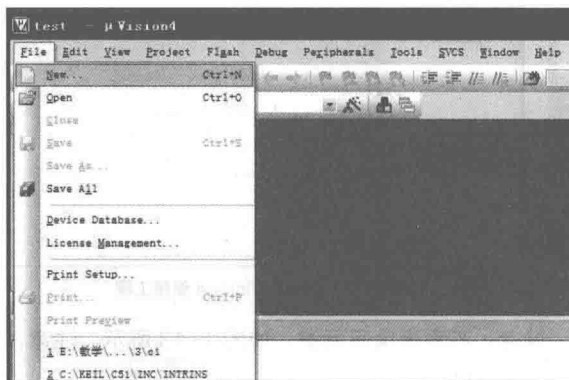 test - μVision4
File Edit View Project Flash Debug Peripherals Tools SVCS Window Help
New... Ctrl+N
Open Ctrl+O
Close
Save Ctrl+S
Save As...
Save All
Device Database...
License Management...
Print Setup...
Print... Ctrl+P
Print Preview
1 E:\教学\...\3\ei
2 C:\KEIL\C51\INC\INTRINS